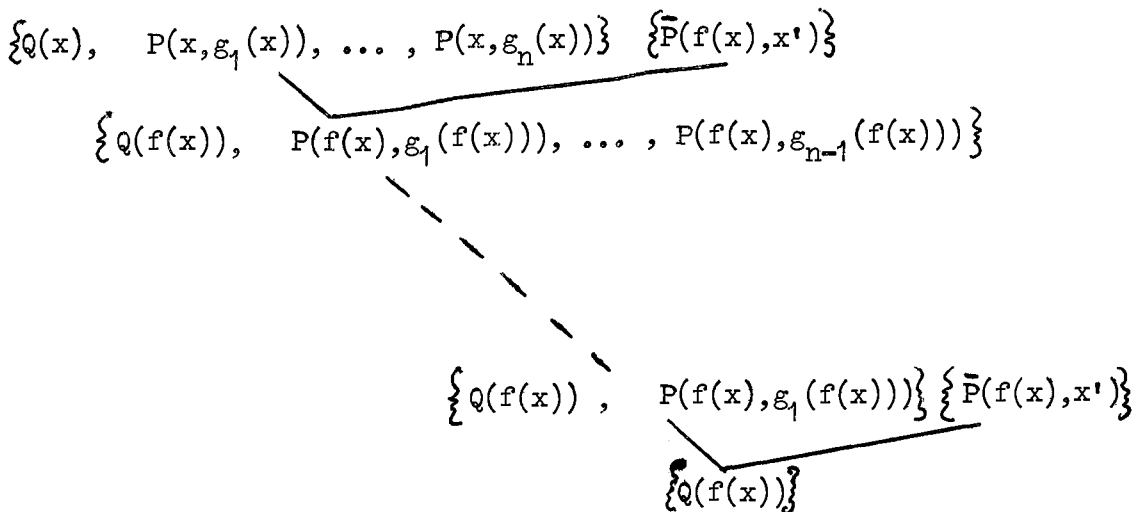 {Q(x), P(x,g₁(x)), ... , P(x,gₙ(x))} {P̄(f(x),x')}
{Q(f(x)), P(f(x),g₁(f(x))), ... , P(f(x),gₙ₋₁(f(x)))}
{Q(f(x)) , P(f(x),g₁(f(x)))} {P̄(f(x),x')}
{Q(f(x))}